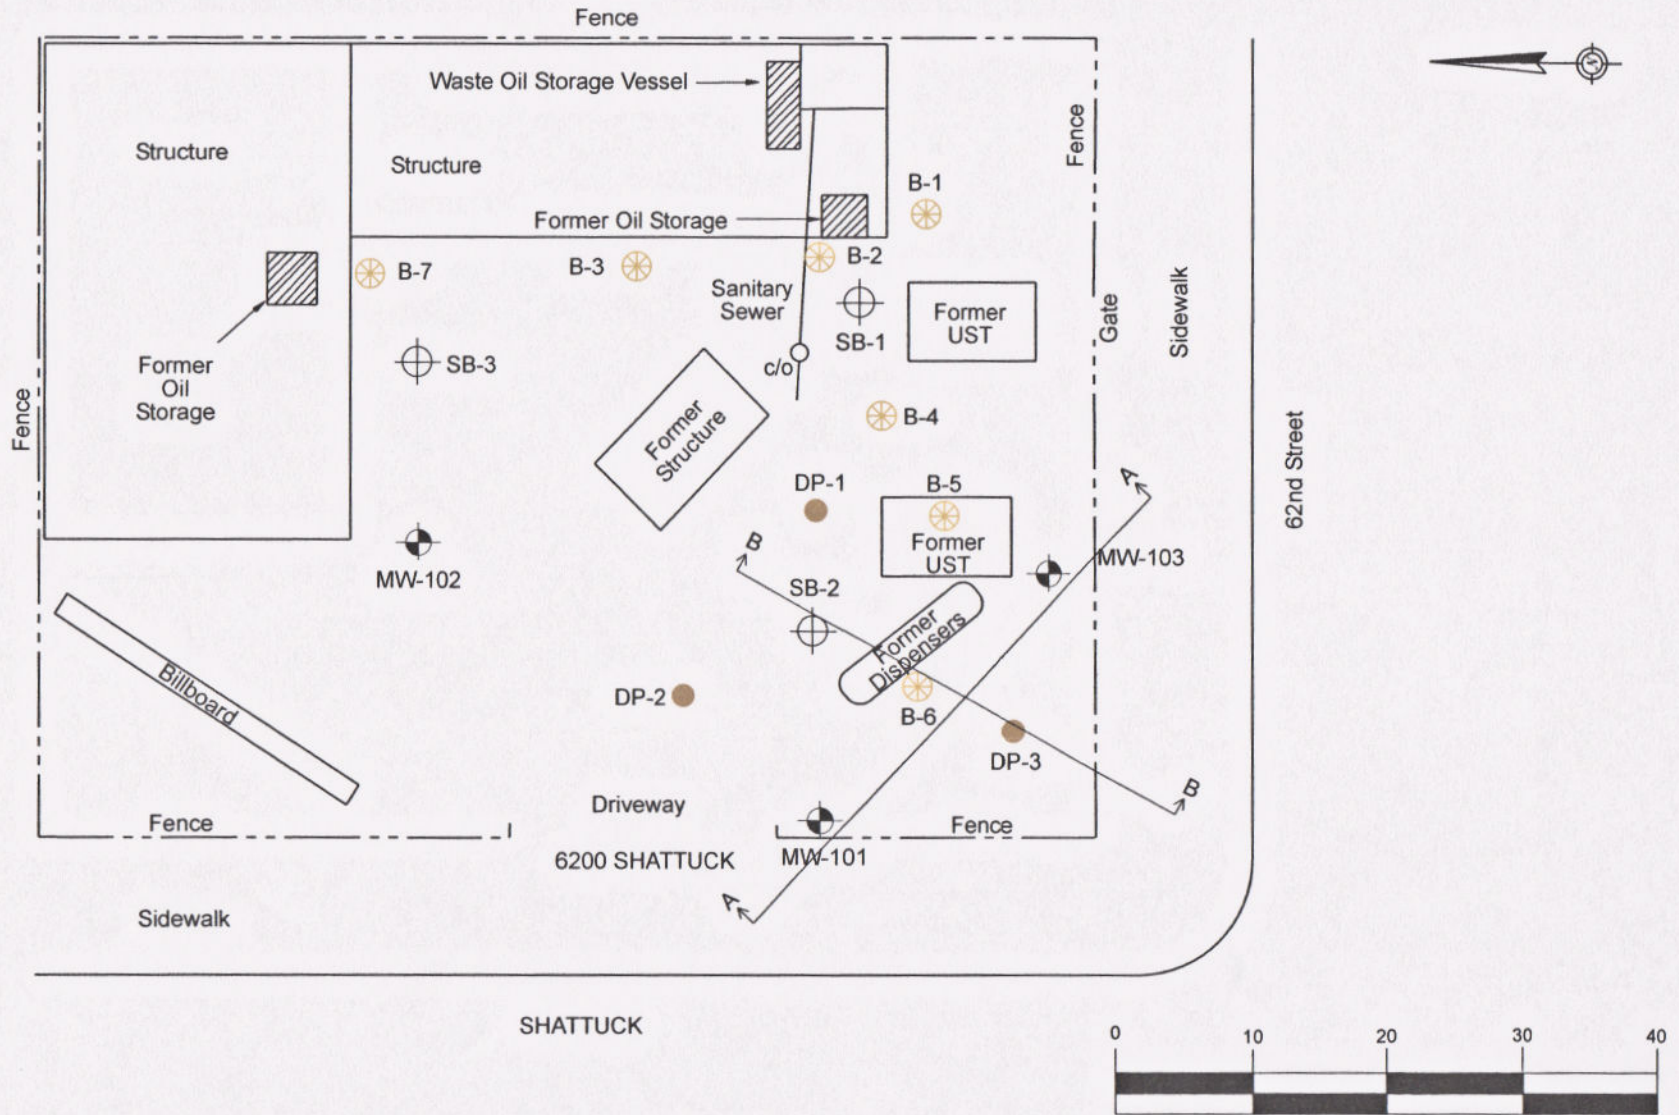 Fence
Waste Oil Storage Vessel
N
Structure
Structure
Fence
B-1
Former Oil Storage
B-7
B-3
B-2
Sanitary
Sewer
SB-1
Former
UST
Gate
Sidewalk
c/o
SB-3
Former
Oil
Storage
Fence
Former
Structure
B-4
62nd Street
A
DP-1
B-5
Former
UST
B
MW-102
SB-2
MW-103
Former
Dispensers
Billboard
DP-2
B-6
DP-3
B
Driveway
Fence
Fence
6200 SHATTUCK
MW-101
A
Sidewalk
SHATTUCK
0 10 20 30 40